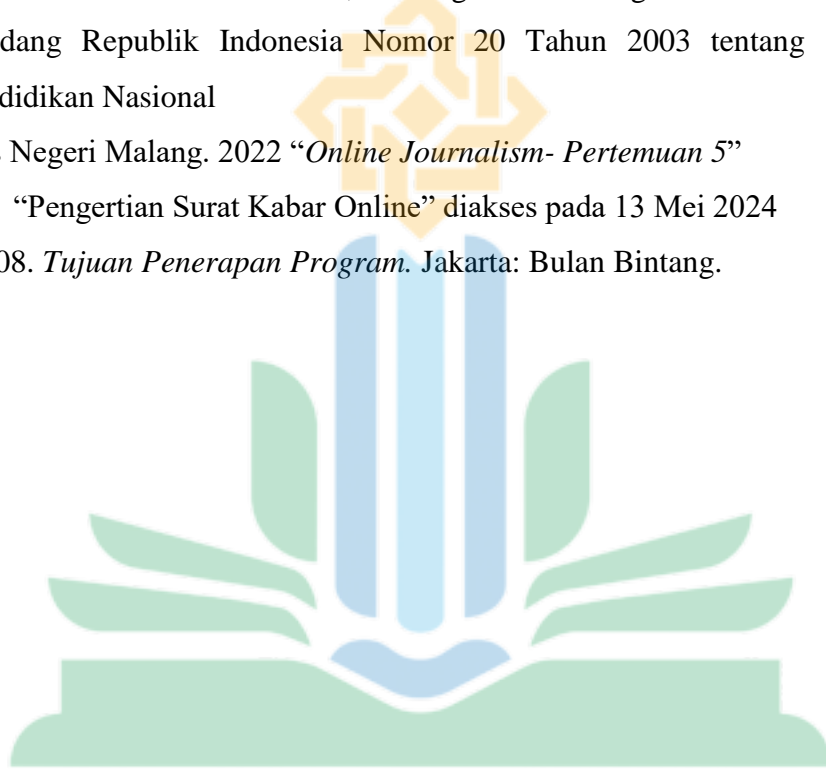 dang Republik Indonesia Nomor 20 Tahun 2003 tentang
didikan Nasional
Negeri Malang. 2022 “Online Journalism- Pertemuan 5”
“Pengertian Surat Kabar Online” diakses pada 13 Mei 2024
08. Tujuan Penerapan Program. Jakarta: Bulan Bintang.